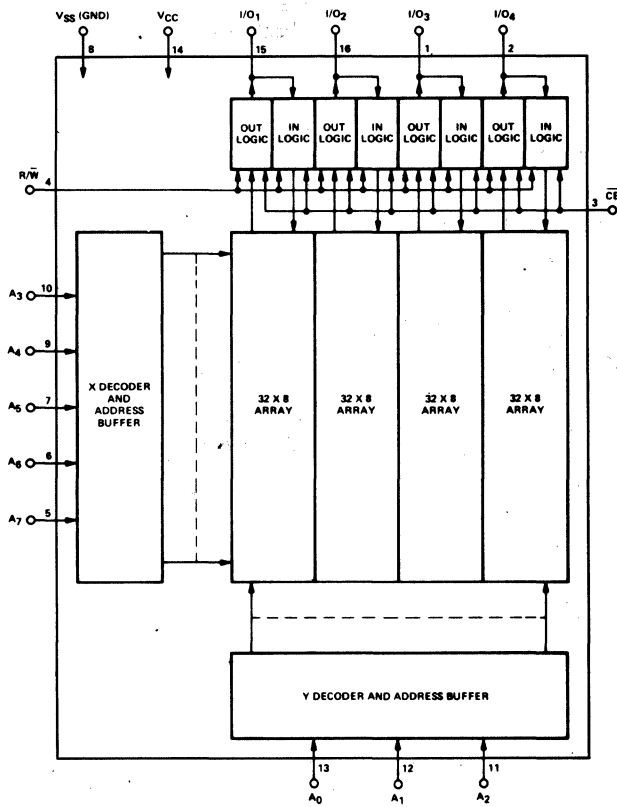 VSS (GND) VCC I/O1 I/O2 I/O3 I/O4
8 14 15 16 1 2
OUT LOGIC IN LOGIC OUT LOGIC IN LOGIC OUT LOGIC IN LOGIC OUT LOGIC IN LOGIC
R/W̅
4
3 C̅E̅
A3 10
A4 9
A5 7
A6 6
A7 5
X DECODER
AND
ADDRESS
BUFFER
32 X 8 32 X 8 32 X 8 32 X 8
ARRAY ARRAY ARRAY ARRAY
Y DECODER AND ADDRESS BUFFER
13 12 11
A0 A1 A2